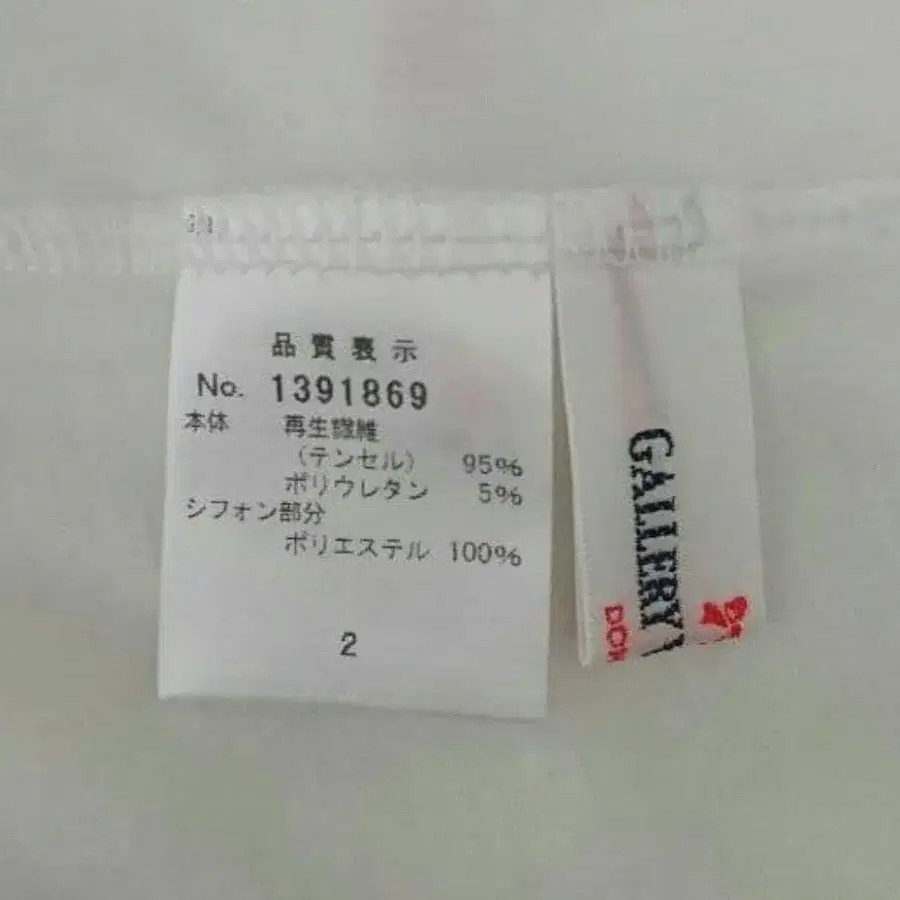 品質表示
No. 1391869
本体 再生繊維
(テンセル) 95%
ポリウレタン 5%
シフォン部分
ポリエステル 100%
2
GALLERY